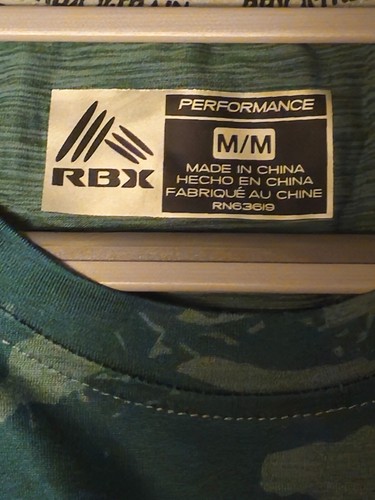 PERFORMANCE
M/M
RBX
MADE IN CHINA
HECHO EN CHINA
FABRIQUÉ AU CHINE
RN63619